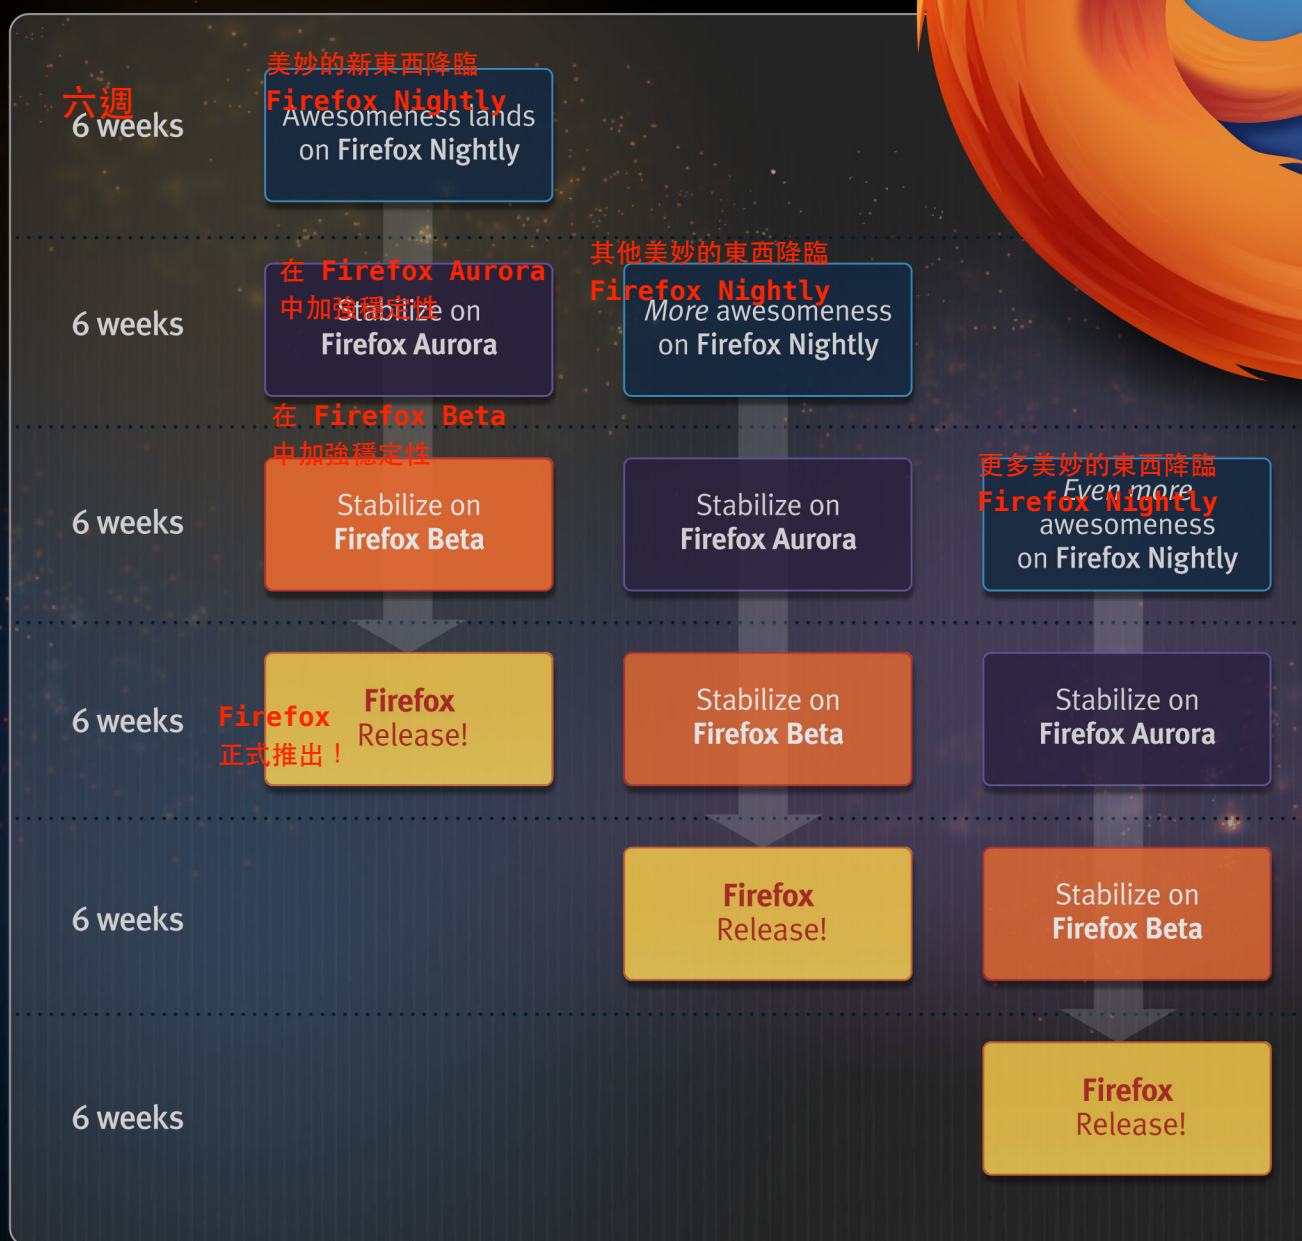 美妙的新東西降臨
Firefox Nightly
六週
6 weeks
Awesomeness lands
on Firefox Nightly
在 Firefox Aurora
中加強穩定性
其他美妙的東西降臨
Firefox Nightly
6 weeks
Stabilize on
Firefox Aurora
More awesomeness
on Firefox Nightly
在 Firefox Beta
中加強穩定性
更多美妙的東西降臨
Firefox Nightly
6 weeks
Stabilize on
Firefox Beta
Stabilize on
Firefox Aurora
Even more
awesomeness
on Firefox Nightly
6 weeks
Firefox
正式推出！
Firefox
Release!
Stabilize on
Firefox Beta
Stabilize on
Firefox Aurora
6 weeks
Firefox
Release!
Stabilize on
Firefox Beta
6 weeks
Firefox
Release!